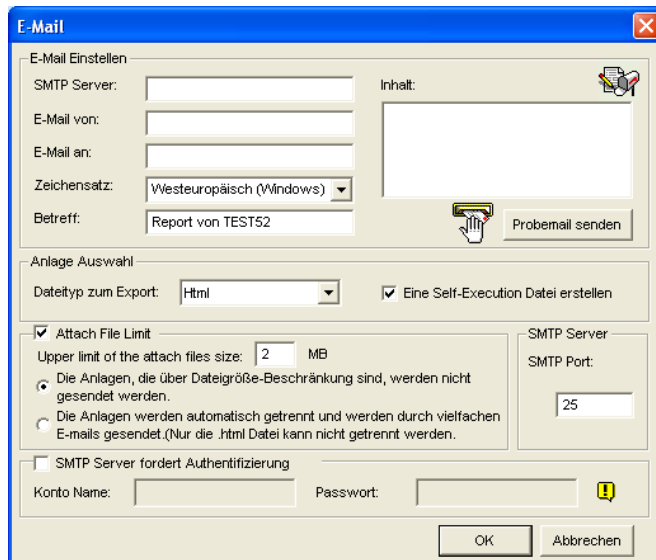 E-Mail
E-Mail Einstellen
SMTP Server:
Inhalt:
E-Mail von:
E-Mail an:
Zeichensatz:
Westeuropäisch (Windows)
Betreff:
Report von TEST52
Probemail senden
Anlage Auswahl
Dateityp zum Export:
Html
Eine Self-Execution Datei erstellen
Attach File Limit
Upper limit of the attach files size:
2
MB
Die Anlagen, die über Dateigröße-Beschränkung sind, werden nicht
gesendet werden.
Die Anlagen werden automatisch getrennt und werden durch vielfachen
E-mails gesendet.(Nur die .html Datei kann nicht getrennt werden.
SMTP Server
SMTP Port:
25
SMTP Server fordert Authentifizierung
Konto Name:
Passwort:
OK
Abbrechen